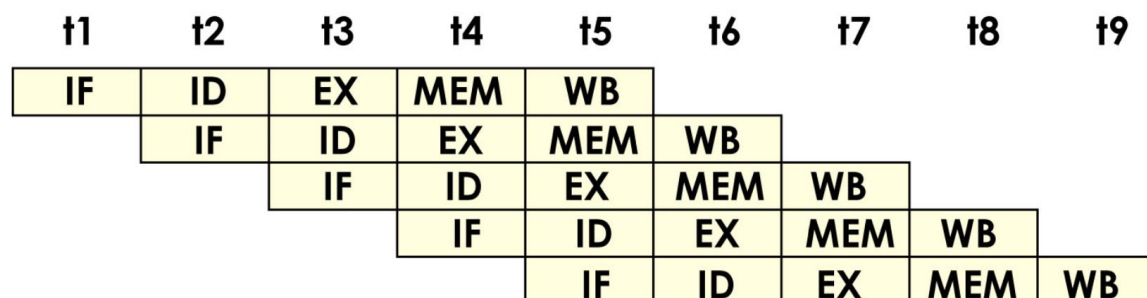 t1 t2 t3 t4 t5 t6 t7 t8 t9
IF ID EX MEM WB
IF ID EX MEM WB
IF ID EX MEM WB
IF ID EX MEM WB
IF ID EX MEM WB